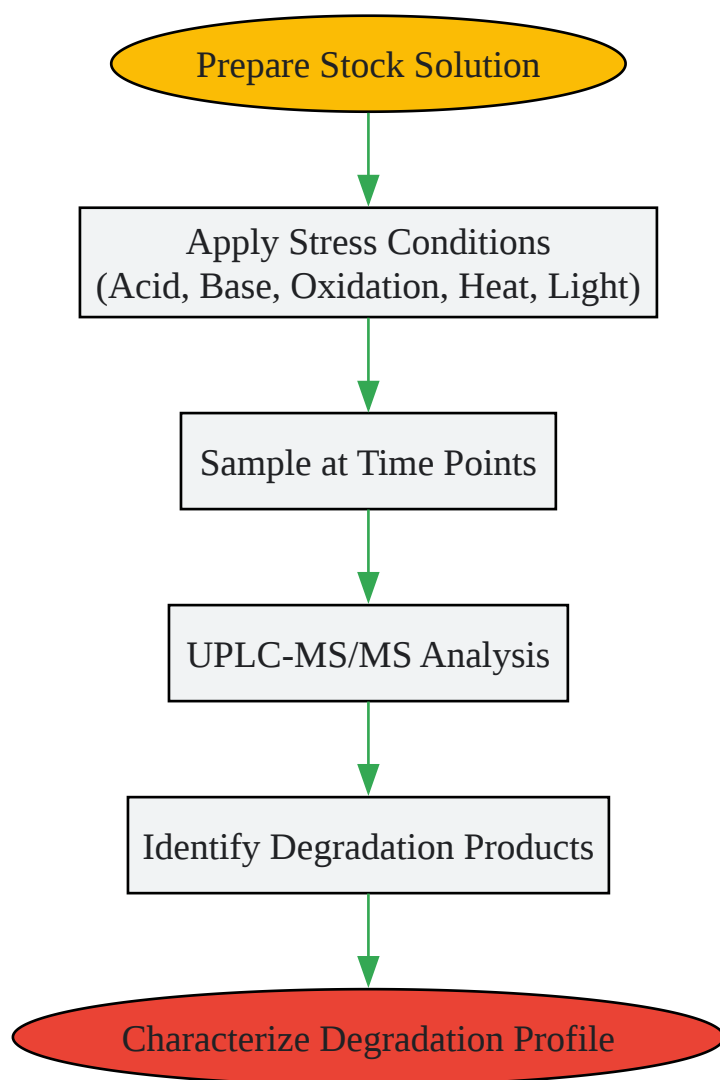 Prepare Stock Solution
Apply Stress Conditions
(Acid, Base, Oxidation, Heat, Light)
Sample at Time Points
UPLC-MS/MS Analysis
Identify Degradation Products
Characterize Degradation Profile